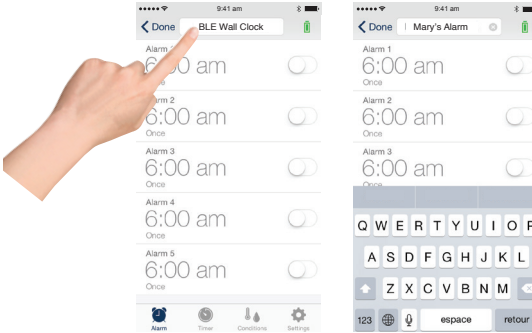 9:41 am
Done BLE Wall Clock
Alarm
6:00 am
Once
Alarm 2
6:00 am
Once
Alarm 3
6:00 am
Once
Alarm 4
6:00 am
Once
Alarm 5
6:00 am
Once
Alarm Timer Conditions Settings
9:41 am
Done Mary's Alarm
Alarm 1
6:00 am
Once
Alarm 2
6:00 am
Once
Alarm 3
6:00 am
Once
Q W E R T Y U I O P
A S D F G H J K L
Z X C V B N M
123 espace retour